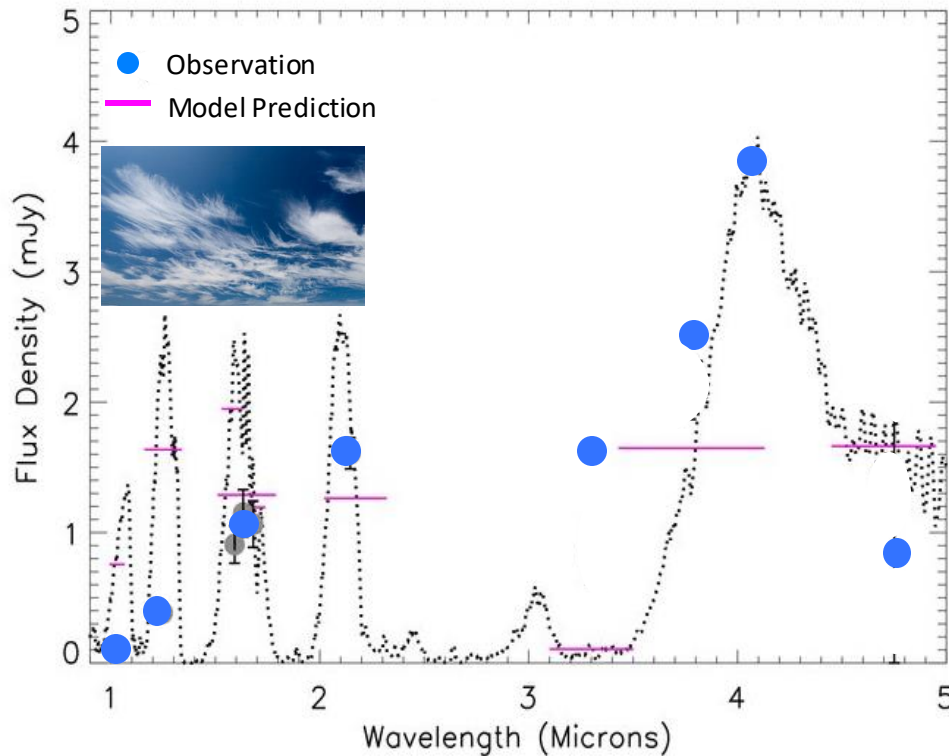 5
Observation
Model Prediction
4
3
2
1
0
Flux Density (mJy)
1 2 3 4 5
Wavelength (Microns)